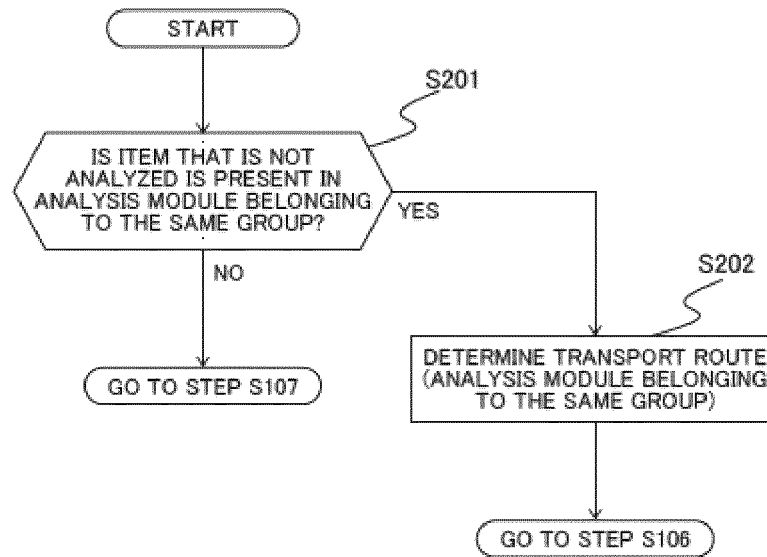 START
S201
IS ITEM THAT IS NOT
ANALYZED IS PRESENT IN
ANALYSIS MODULE BELONGING
TO THE SAME GROUP?
YES
NO
S202
GO TO STEP S107
DETERMINE TRANSPORT ROUTE
(ANALYSIS MODULE BELONGING
TO THE SAME GROUP)
GO TO STEP S106